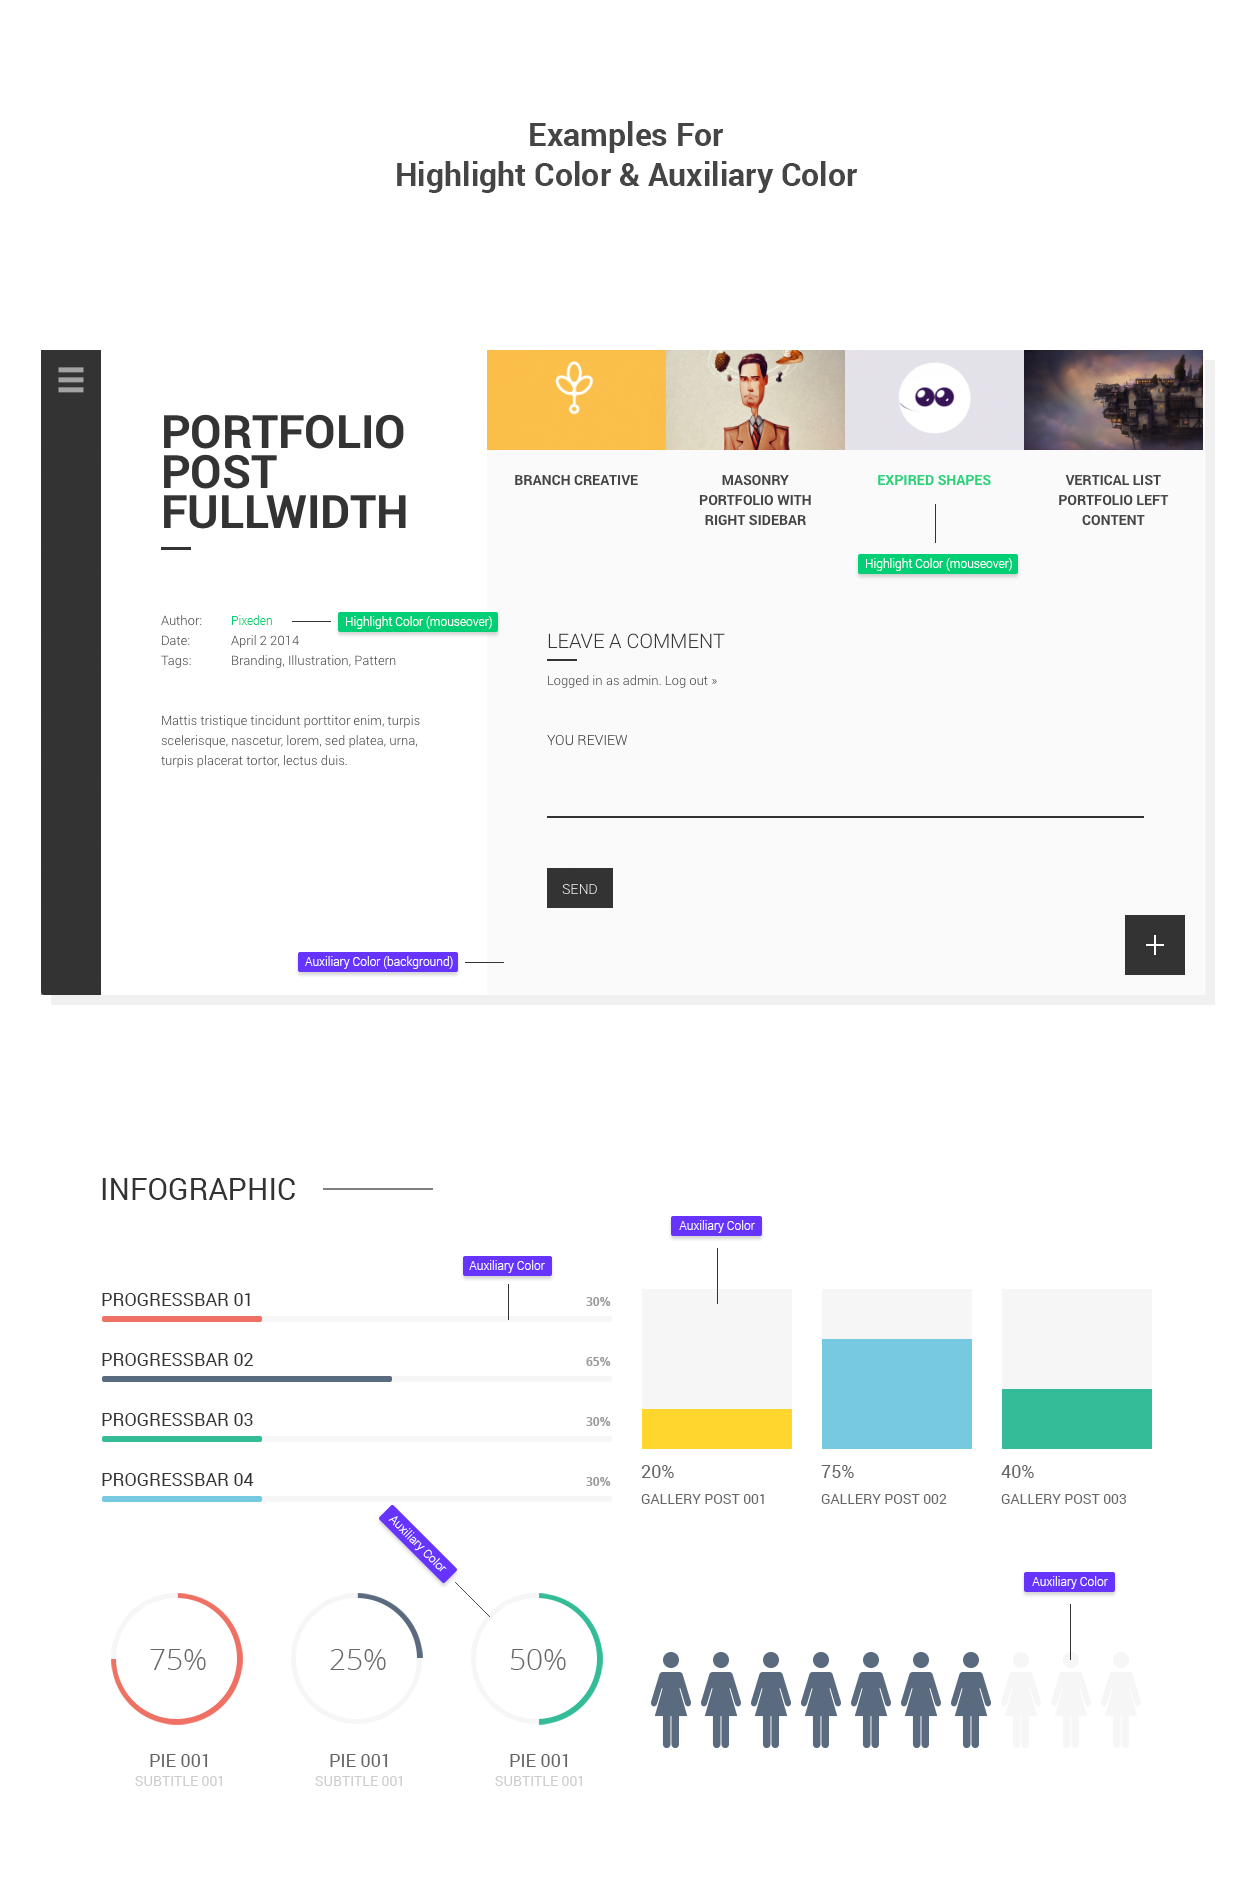 Examples For
Highlight Color & Auxiliary Color
PORTFOLIO
POST
FULLWIDTH
Author: Pixeden
Highlight Color (mouseover)
Date: April 2 2014
Tags: Branding, Illustration, Pattern
Mattis tristique tincidunt porttitor enim, turpis
scelerisque, nascetur, lorem, sed platea, urna,
turpis placerat tortor, lectus duis.
BRANCH CREATIVE
MASONRY
PORTFOLIO WITH
RIGHT SIDEBAR
EXPIRED SHAPES
VERTICAL LIST
PORTFOLIO LEFT
CONTENT
Highlight Color (mouseover)
LEAVE A COMMENT
Logged in as admin. Log out »
YOU REVIEW
SEND
Auxiliary Color (background)
INFOGRAPHIC
Auxiliary Color
PROGRESSBAR 01 30%
PROGRESSBAR 02 65%
PROGRESSBAR 03 30%
PROGRESSBAR 04 30%
Auxiliary Color
20%
GALLERY POST 001
75%
GALLERY POST 002
40%
GALLERY POST 003
Auxiliary Color
75%
PIE 001
SUBTITLE 001
25%
PIE 001
SUBTITLE 001
50%
PIE 001
SUBTITLE 001
Auxiliary Color